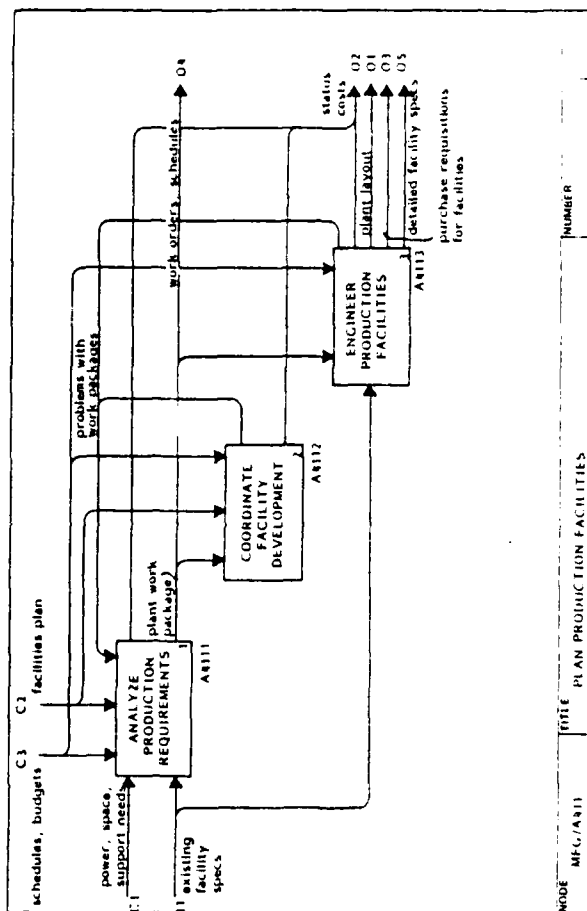 C3
C2
schedules, budgets
facilities plan
power, space,
support needs
existing
facility
specs
ANALYZE
PRODUCTION
REQUIREMENTS
1
A4111
plant work
package
COORDINATE
FACILITY
DEVELOPMENT
2
A4112
problems with
work packages
work orders, schedules
O4
ENGINEER
PRODUCTION
FACILITIES
3
A4113
status
costs
O2
plant layout
O1
O3
detailed facility specs
O5
purchase requisitions
for facilities
NODE MFG/A411
TITLE PLAN PRODUCTION FACILITIES
NUMBER